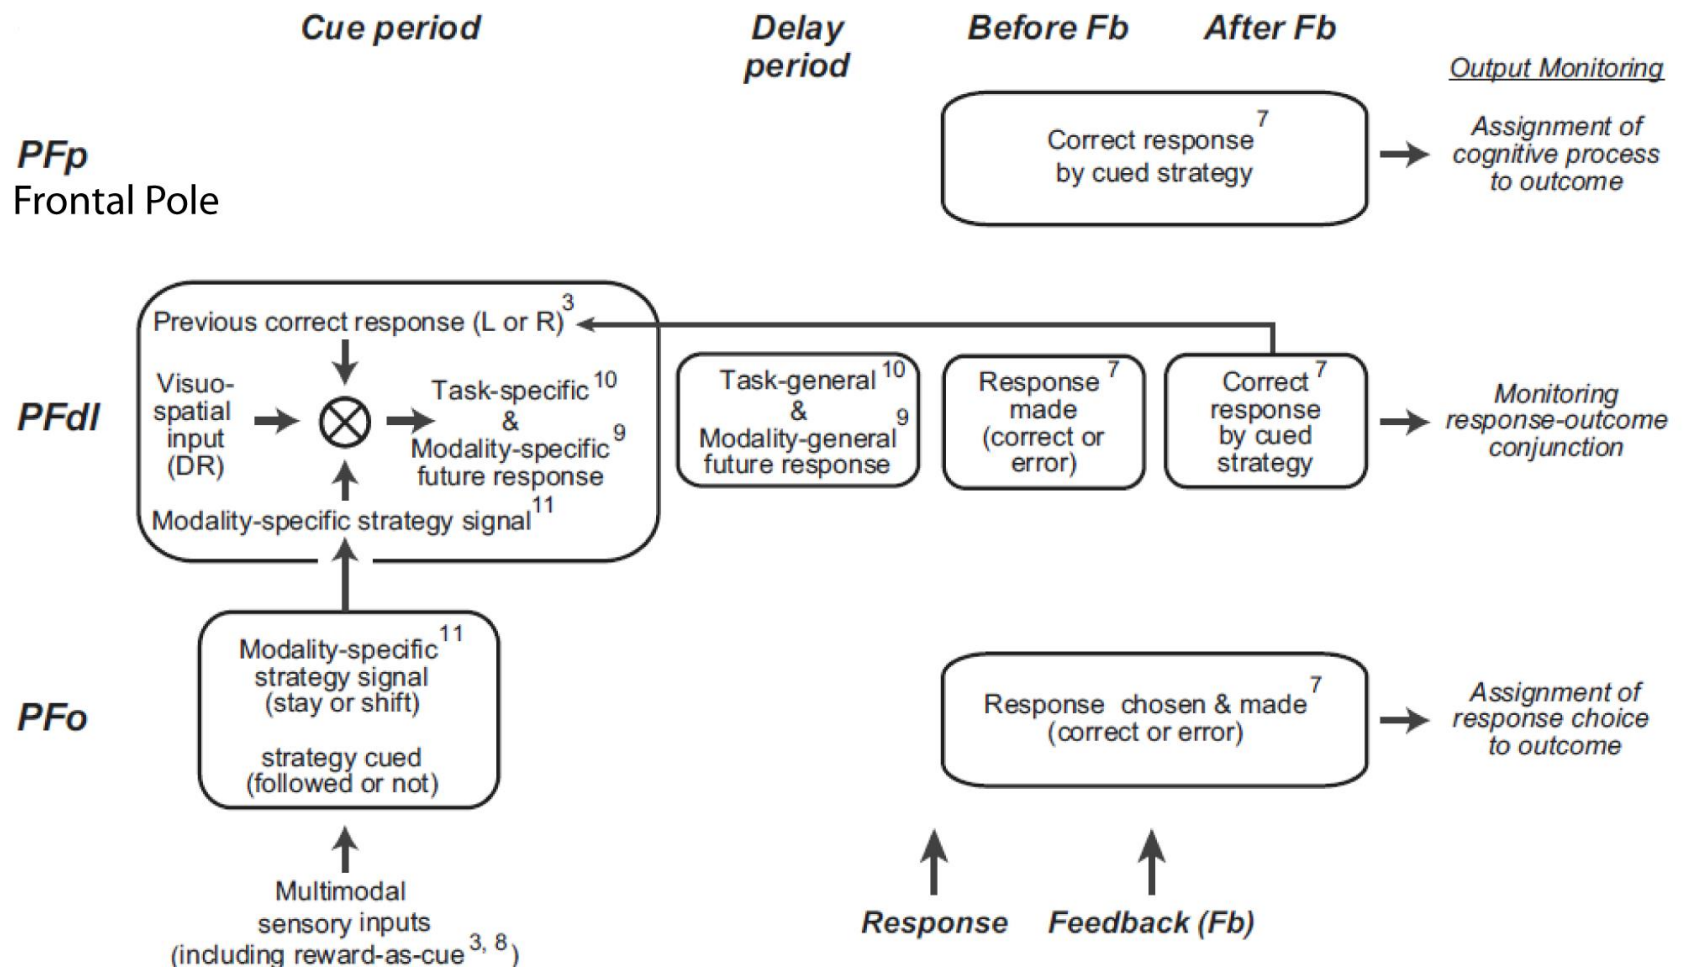 Cue period
Delay
period
Before Fb
After Fb
Output Monitoring
PFp
Frontal Pole
Correct response 7
by cued strategy
Assignment of
cognitive process
to outcome
PFdl
Previous correct response (L or R) 3
Visuo-
spatial
input
(DR)
Task-specific 10
&
Modality-specific 9
future response
Modality-specific strategy signal 11
Task-general 10
&
Modality-general 9
future response
Response 7
made
(correct or
error)
Correct 7
response
by cued
strategy
Monitoring
response-outcome
conjunction
PFo
Modality-specific 11
strategy signal
(stay or shift)
strategy cued
(followed or not)
Response chosen & made 7
(correct or error)
Assignment of
response choice
to outcome
Multimodal
sensory inputs
(including reward-as-cue 3, 8)
Response
Feedback (Fb)